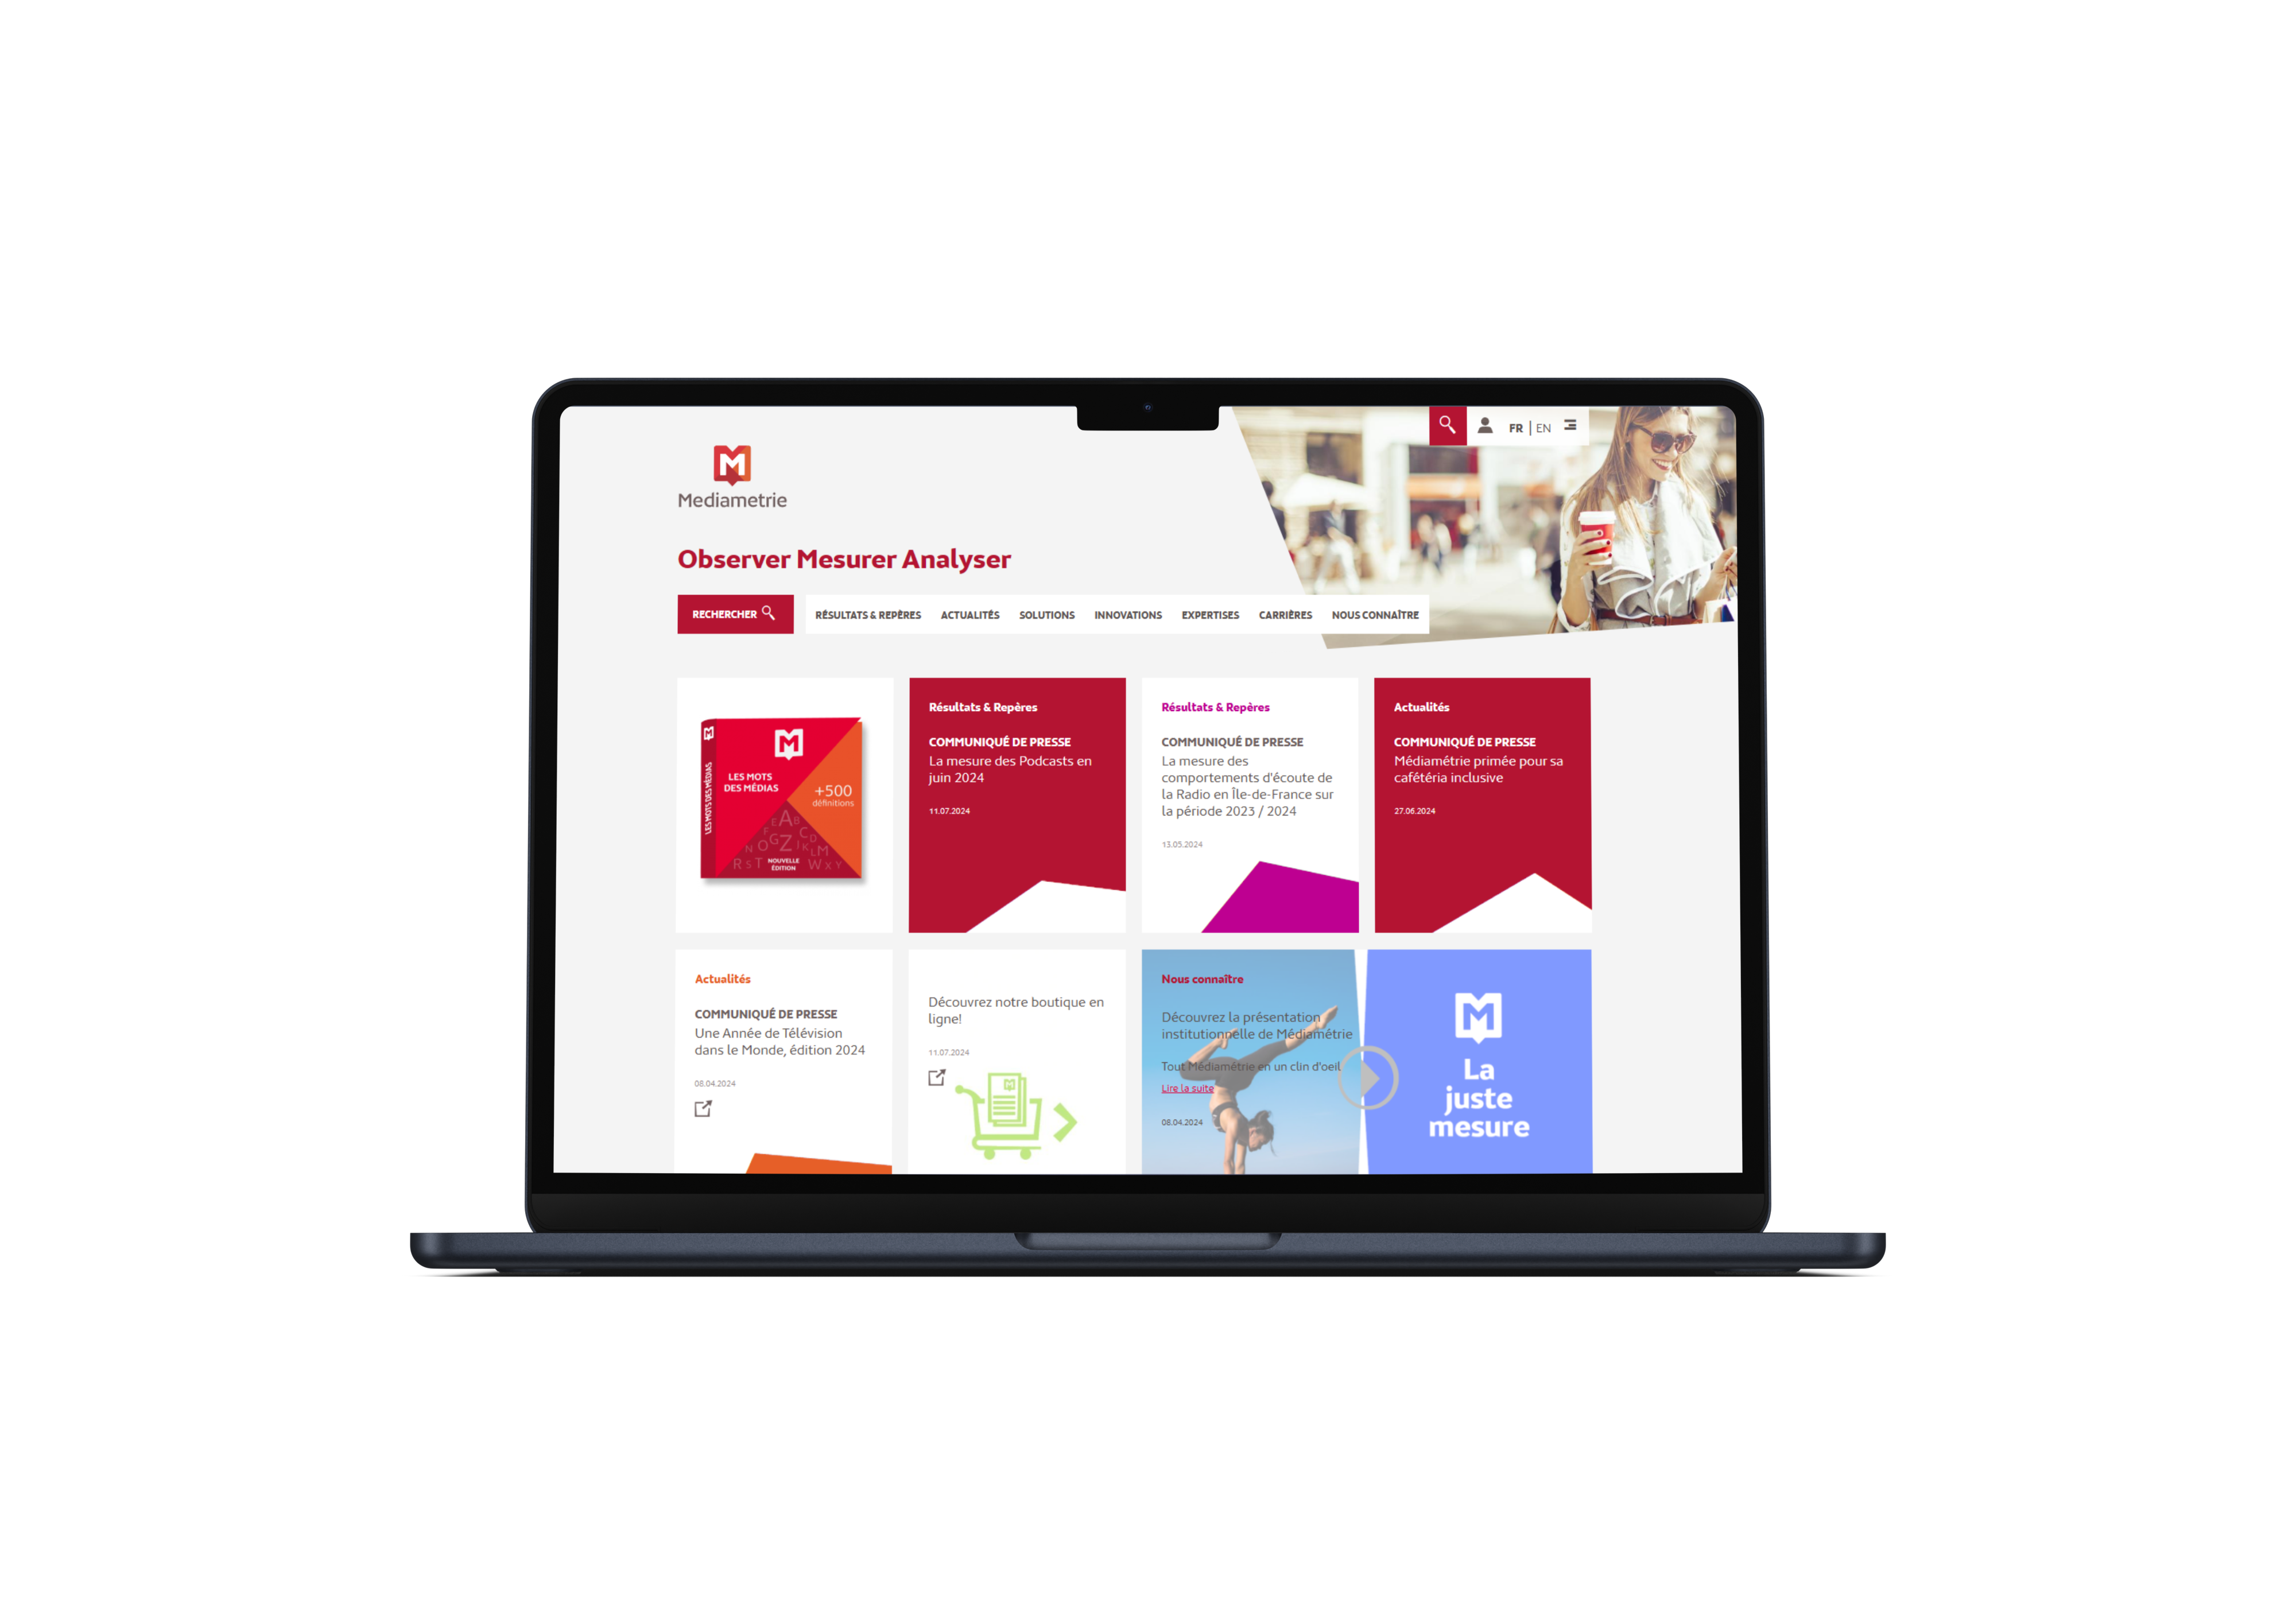 FR | EN
Mediametrie
Observer Mesurer Analyser
RECHERCHER
RÉSULTATS & REPÈRES ACTUALITÉS SOLUTIONS INNOVATIONS EXPERTISES CARRIÈRES NOUS CONNAÎTRE
LES MOTS DES MÉDIAS
LES MOTS
DES MÉDIAS
+500
définitions
NOUVELLE
ÉDITION
Résultats & Repères
COMMUNIQUÉ DE PRESSE
La mesure des Podcasts en
juin 2024
11.07.2024
Résultats & Repères
COMMUNIQUÉ DE PRESSE
La mesure des
comportements d'écoute de
la Radio en Île-de-France sur
la période 2023 / 2024
13.05.2024
Actualités
COMMUNIQUÉ DE PRESSE
Médiamétrie primée pour sa
cafétéria inclusive
27.06.2024
Actualités
COMMUNIQUÉ DE PRESSE
Une Année de Télévision
dans le Monde, édition 2024
08.04.2024
Découvrez notre boutique en
ligne!
11.07.2024
Nous connaître
Découvrez la présentation
institutionnelle de Médiamétrie
Tout Médiamétrie en un clin d'oeil
Lire la suite
08.04.2024
La
juste
mesure